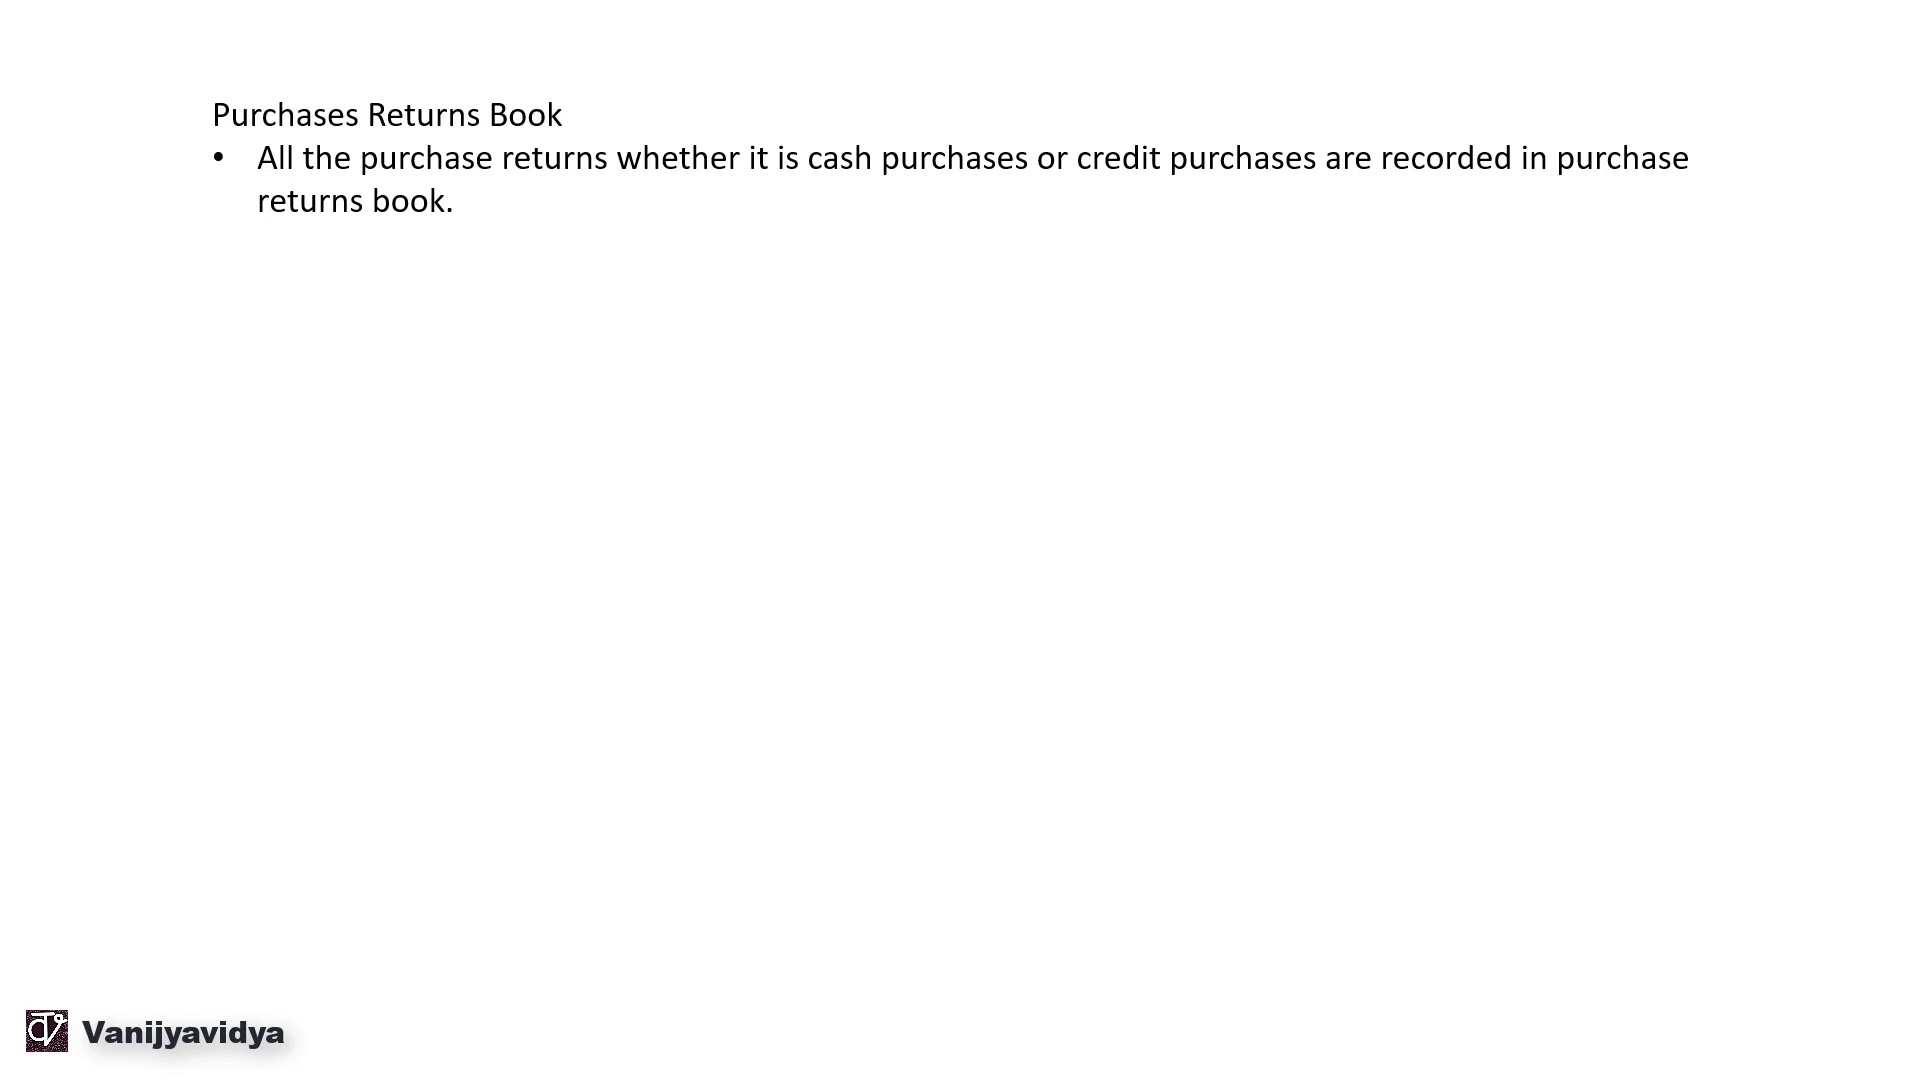 Purchases Returns Book
• All the purchase returns whether it is cash purchases or credit purchases are recorded in purchase
returns book.
Vanijyavidya